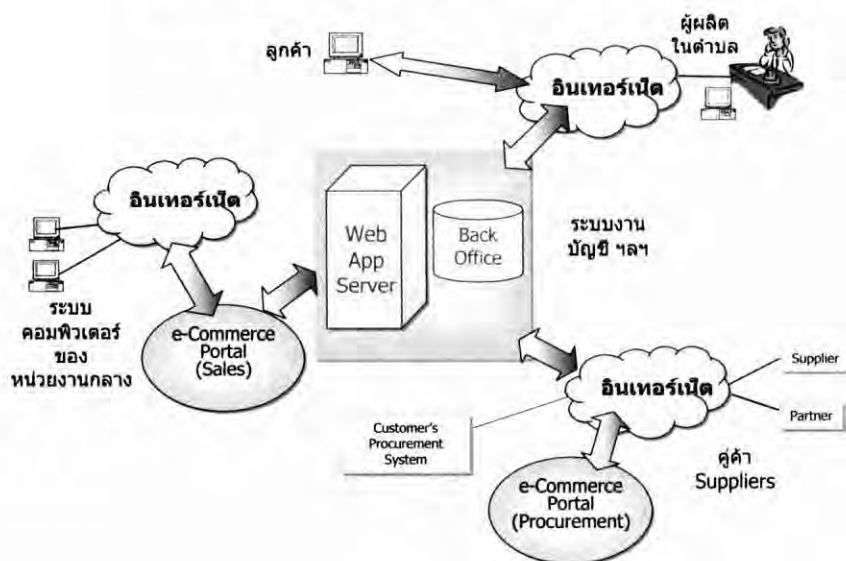 ลูกค้า
ผู้ผลิต
ในตำบล
อินเทอร์เน็ต
อินเทอร์เน็ต
Web
App
Server
Back
Office
ระบบงาน
บัญชี ฯลฯ
ระบบ
คอมพิวเตอร์
ของ
หน่วยงานกลาง
e-Commerce
Portal
(Sales)
อินเทอร์เน็ต
Supplier
Partner
Customer's
Procurement
System
คู่ค้า
Suppliers
e-Commerce
Portal
(Procurement)